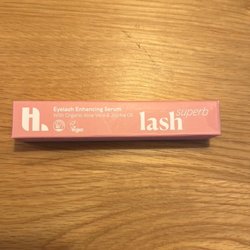 H.
Eyelash Enhancing Serum
With Organic Aloe Vera & Jojoba Oil
Vegan
lash
superb